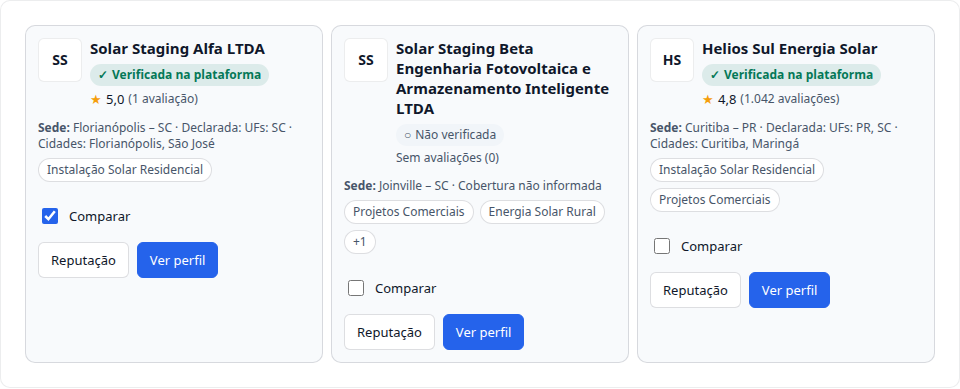 SS
Solar Staging Alfa LTDA
✓ Verificada na plataforma
★ 5,0 (1 avaliação)
Sede: Florianópolis – SC · Declarada: UFs: SC ·
Cidades: Florianópolis, São José
Instalação Solar Residencial
Comparar
Reputação
Ver perfil
SS
Solar Staging Beta
Engenharia Fotovoltaica e
Armazenamento Inteligente
LTDA
○ Não verificada
Sem avaliações (0)
Sede: Joinville – SC · Cobertura não informada
Projetos Comerciais
Energia Solar Rural
+1
Comparar
Reputação
Ver perfil
HS
Helios Sul Energia Solar
✓ Verificada na plataforma
★ 4,8 (1.042 avaliações)
Sede: Curitiba – PR · Declarada: UFs: PR, SC ·
Cidades: Curitiba, Maringá
Instalação Solar Residencial
Projetos Comerciais
Comparar
Reputação
Ver perfil